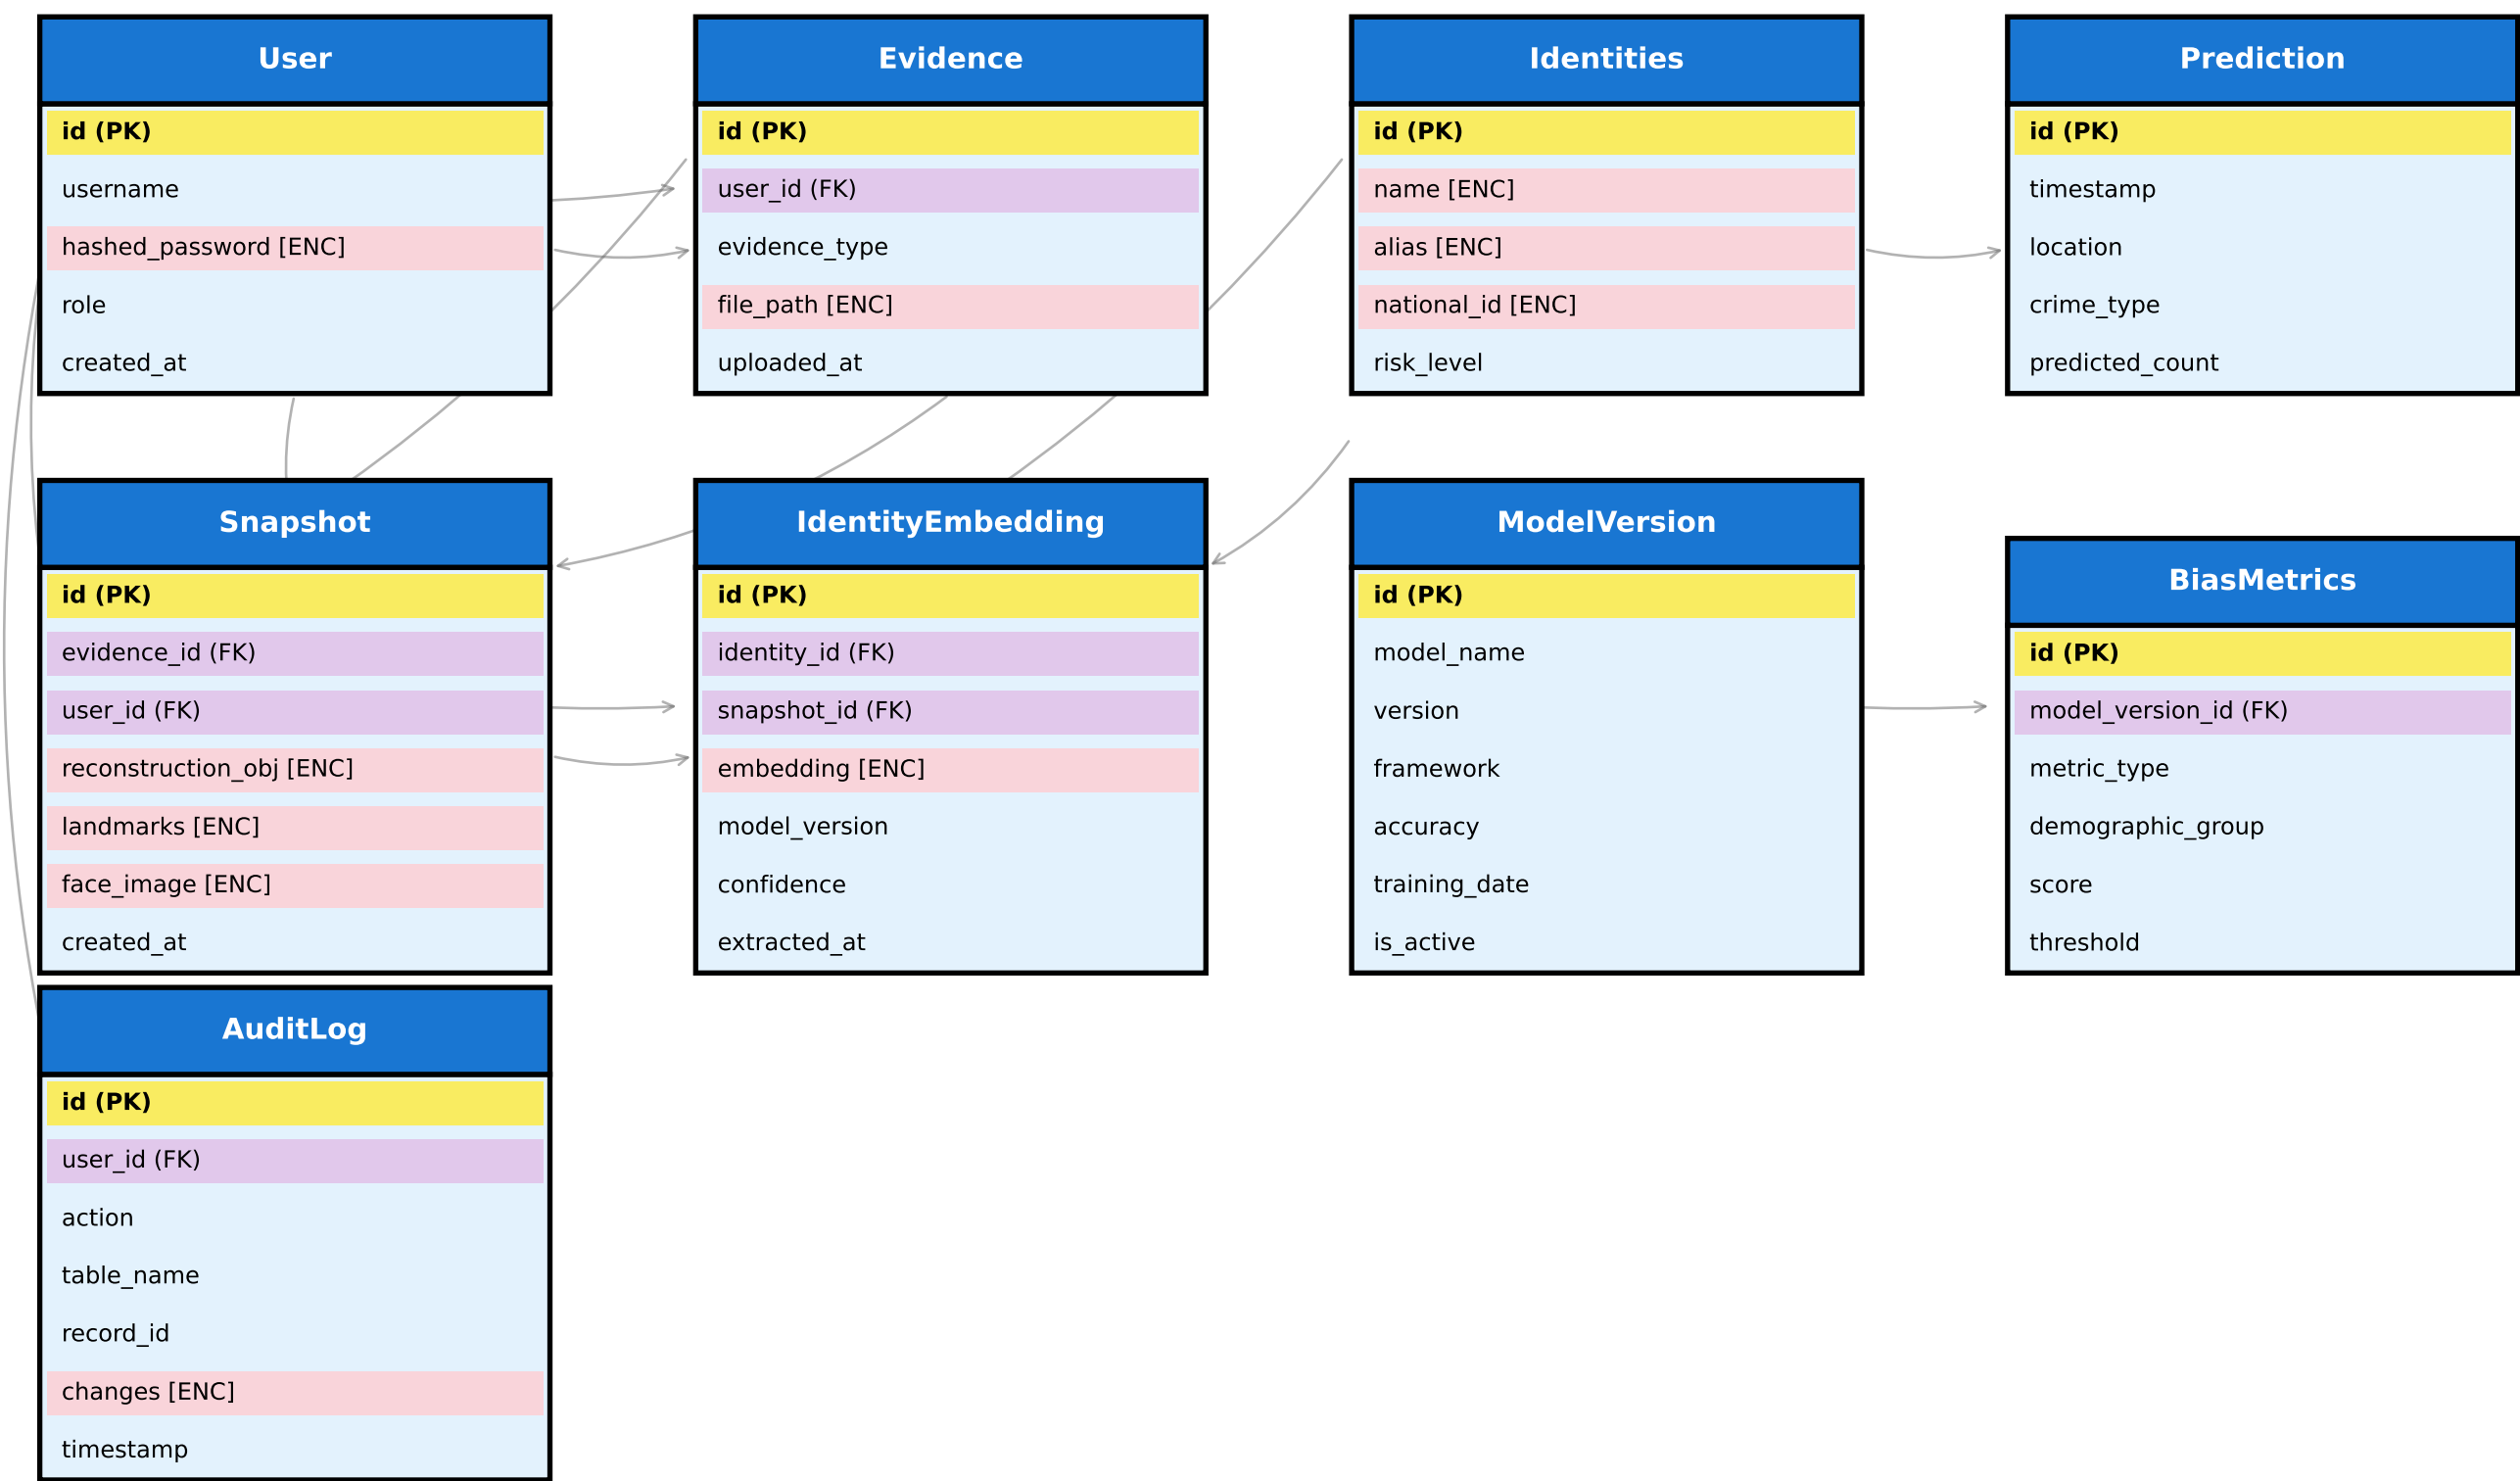 User
id (PK)
username
hashed_password [ENC]
role
created_at
Evidence
id (PK)
user_id (FK)
evidence_type
file_path [ENC]
uploaded_at
Identities
id (PK)
name [ENC]
alias [ENC]
national_id [ENC]
risk_level
Prediction
id (PK)
timestamp
location
crime_type
predicted_count
Snapshot
id (PK)
evidence_id (FK)
user_id (FK)
reconstruction_obj [ENC]
landmarks [ENC]
face_image [ENC]
created_at
IdentityEmbedding
id (PK)
identity_id (FK)
snapshot_id (FK)
embedding [ENC]
model_version
confidence
extracted_at
ModelVersion
id (PK)
model_name
version
framework
accuracy
training_date
is_active
BiasMetrics
id (PK)
model_version_id (FK)
metric_type
demographic_group
score
threshold
AuditLog
id (PK)
user_id (FK)
action
table_name
record_id
changes [ENC]
timestamp